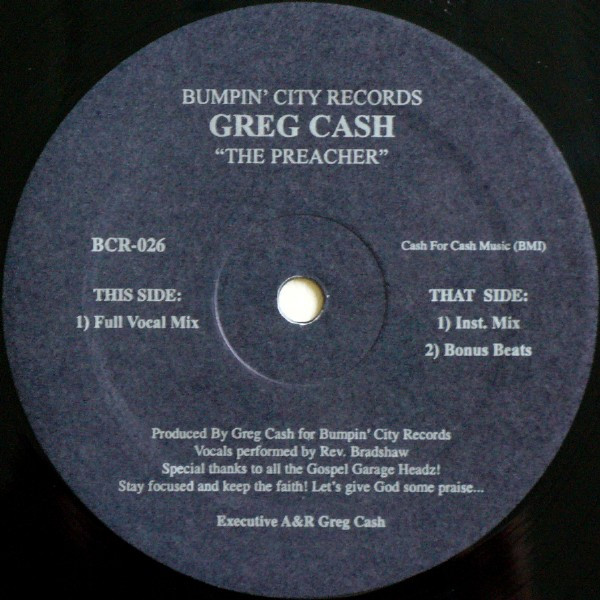 BUMPIN' CITY RECORDS
GREG CASH
"THE PREACHER"
BCR-026
Cash For Cash Music (BMI)
THIS SIDE:
1) Full Vocal Mix
THAT SIDE:
1) Inst. Mix
2) Bonus Beats
Produced By Greg Cash for Bumpin' City Records
Vocals performed by Rev. Bradshaw
Special thanks to all the Gospel Garage Headz!
Stay focused and keep the faith! Let's give God some praise...
Executive A&R Greg Cash